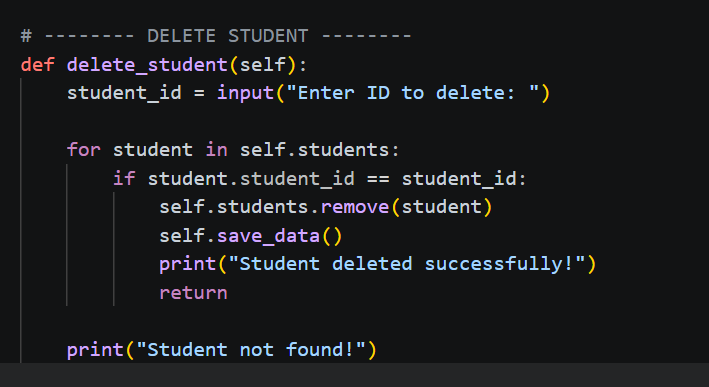 # -------- DELETE STUDENT --------
def delete_student(self):
    student_id = input("Enter ID to delete: ")

    for student in self.students:
        if student.student_id == student_id:
            self.students.remove(student)
            self.save_data()
            print("Student deleted successfully!")
            return

    print("Student not found!")